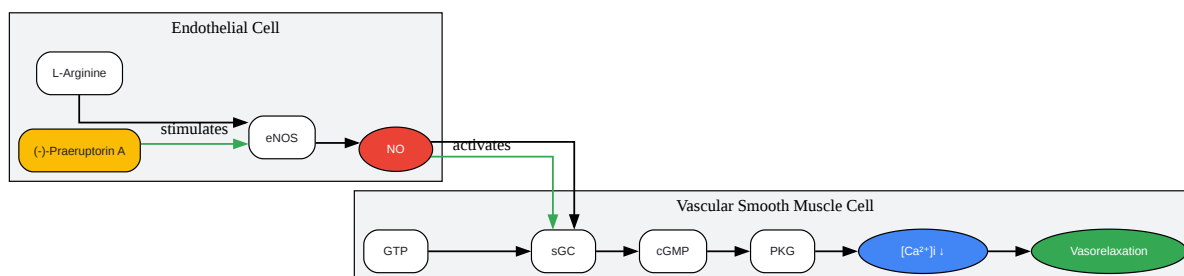 Endothelial Cell
L-Arginine
stimulates
(-)-Praeruptorin A
eNOS
NO
activates
Vascular Smooth Muscle Cell
GTP
sGC
cGMP
PKG
[Ca²⁺]i ↓
Vasorelaxation